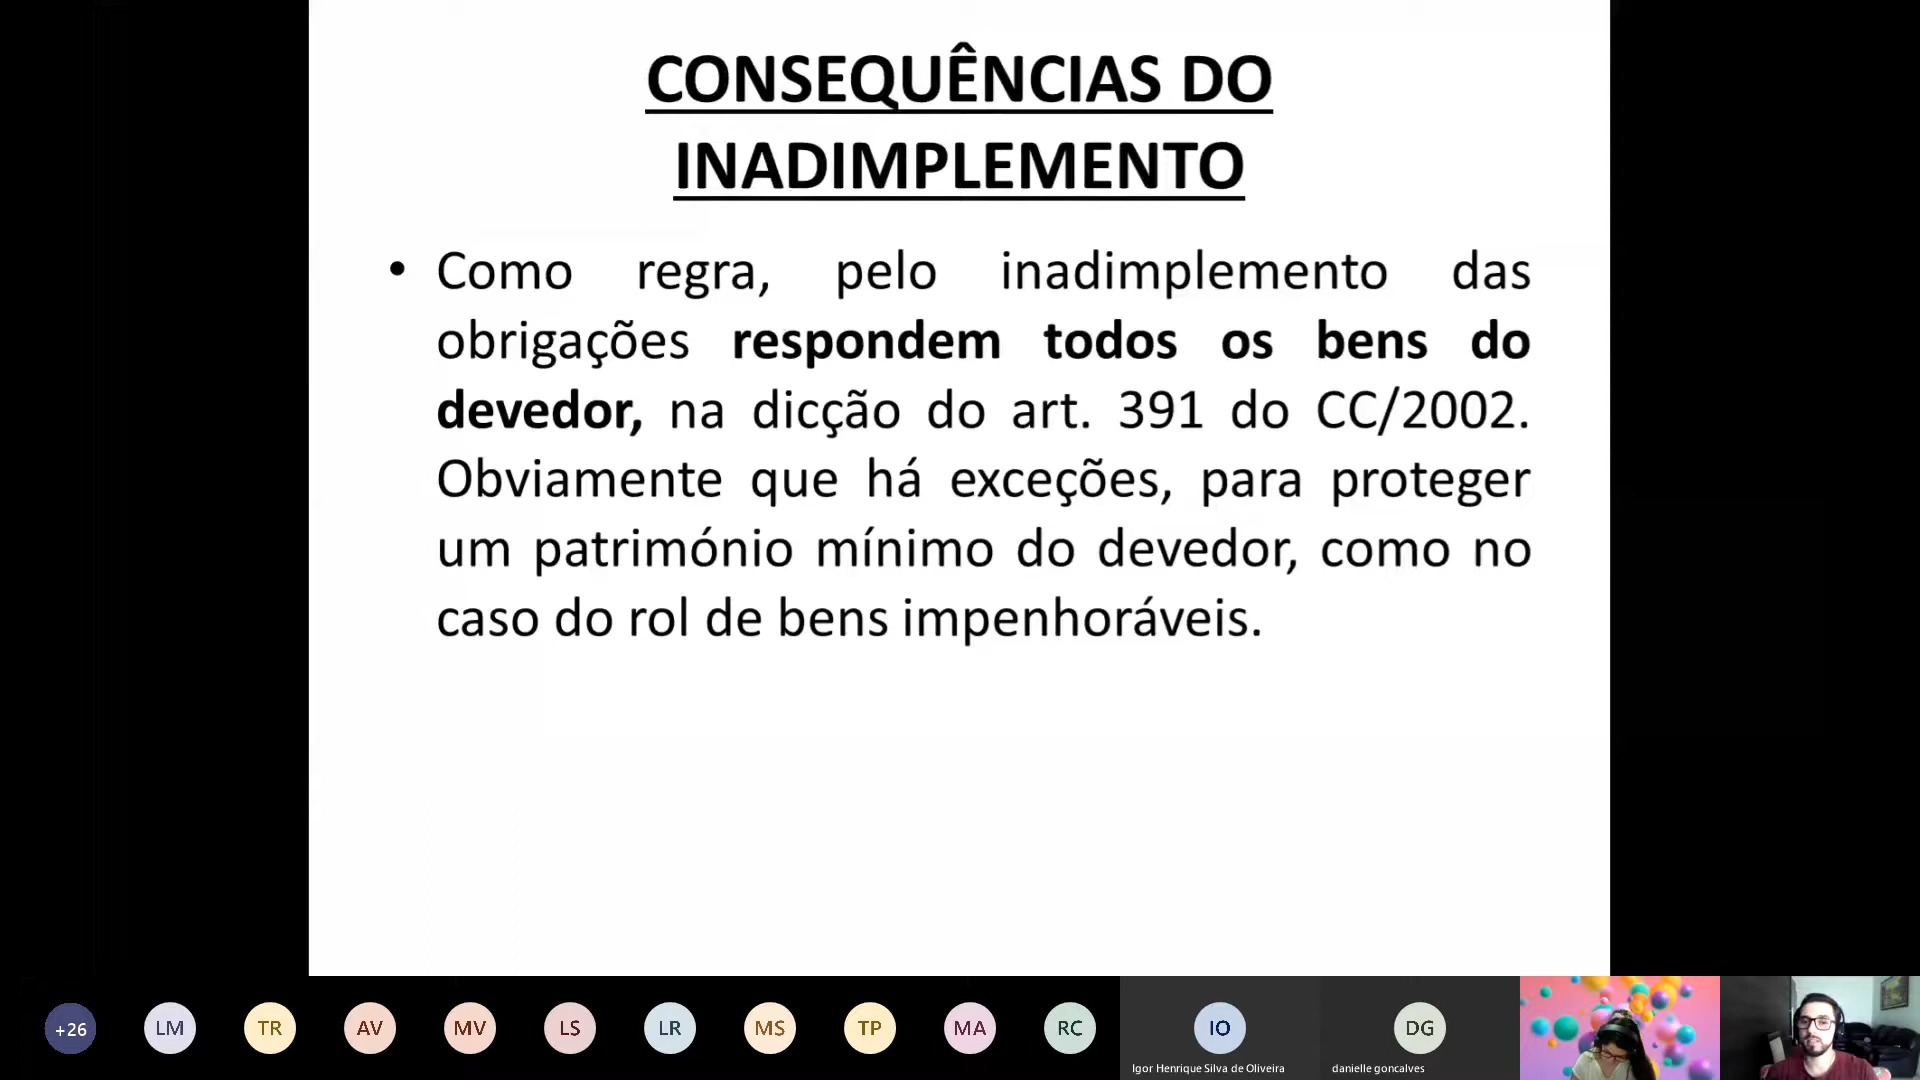 CONSEQUÊNCIAS DO
INADIMPLEMENTO
• Como regra, pelo inadimplemento das
obrigações respondem todos os bens do
devedor, na dicção do art. 391 do CC/2002.
Obviamente que há exceções, para proteger
um património mínimo do devedor, como no
caso do rol de bens impenhoráveis.
+26 LM TR AV MV LS LR MS TP MA RC IO DG
Igor Henrique Silva de Oliveira danielle goncalves